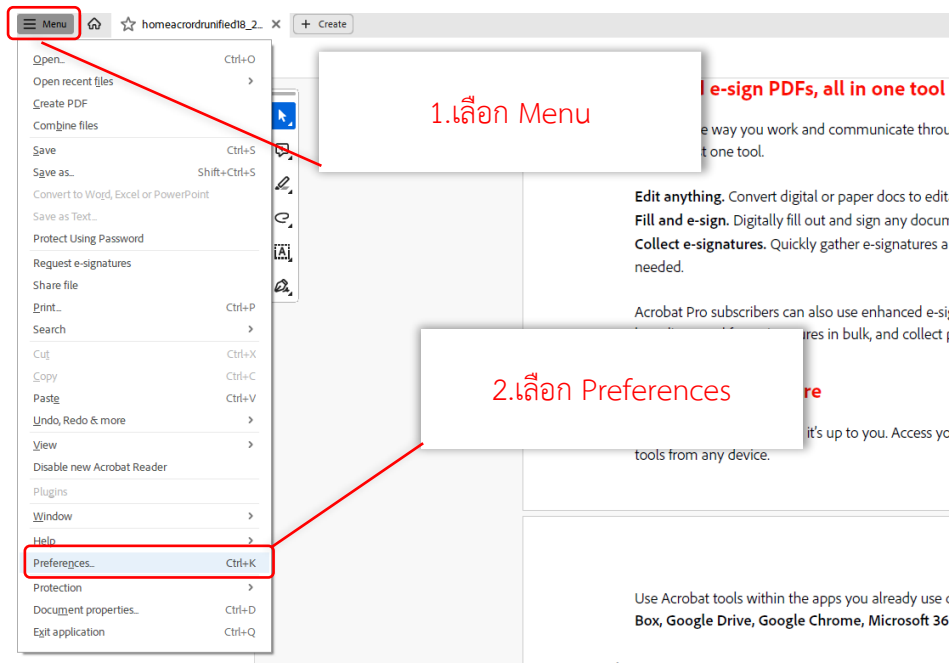 Menu
homeacrordrunified18_2...
+ Create
Open... Ctrl+O
Open recent files
Create PDF
Combine files
Save Ctrl+S
Save as... Shift+Ctrl+S
Convert to Word, Excel or PowerPoint
Save as Text...
Protect Using Password
Request e-signatures
Share file
Print... Ctrl+P
Search
Cut Ctrl+X
Copy Ctrl+C
Paste Ctrl+V
Undo, Redo & more
View
Disable new Acrobat Reader
Plugins
Window
Help
Preferences... Ctrl+K
Protection
Document properties... Ctrl+D
Exit application Ctrl+Q
1.เลือก Menu
2.เลือก Preferences
e-sign PDFs, all in one tool
way you work and communicate
one tool.
Edit anything. Convert digital or paper docs to
Fill and e-sign. Digitally fill out and sign any
Collect e-signatures. Quickly gather e-signatures
needed.
Acrobat Pro subscribers can also use enhanced
in bulk, and collect
it's up to you. Access
tools from any device.
Use Acrobat tools within the apps you already use
Box, Google Drive, Google Chrome, Microsoft 36